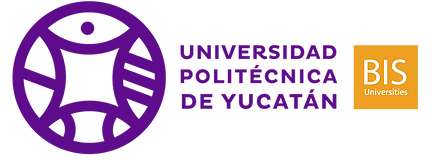 UNIVERSIDAD
POLITÉCNICA
DE YUCATÁN
BIS
Universities